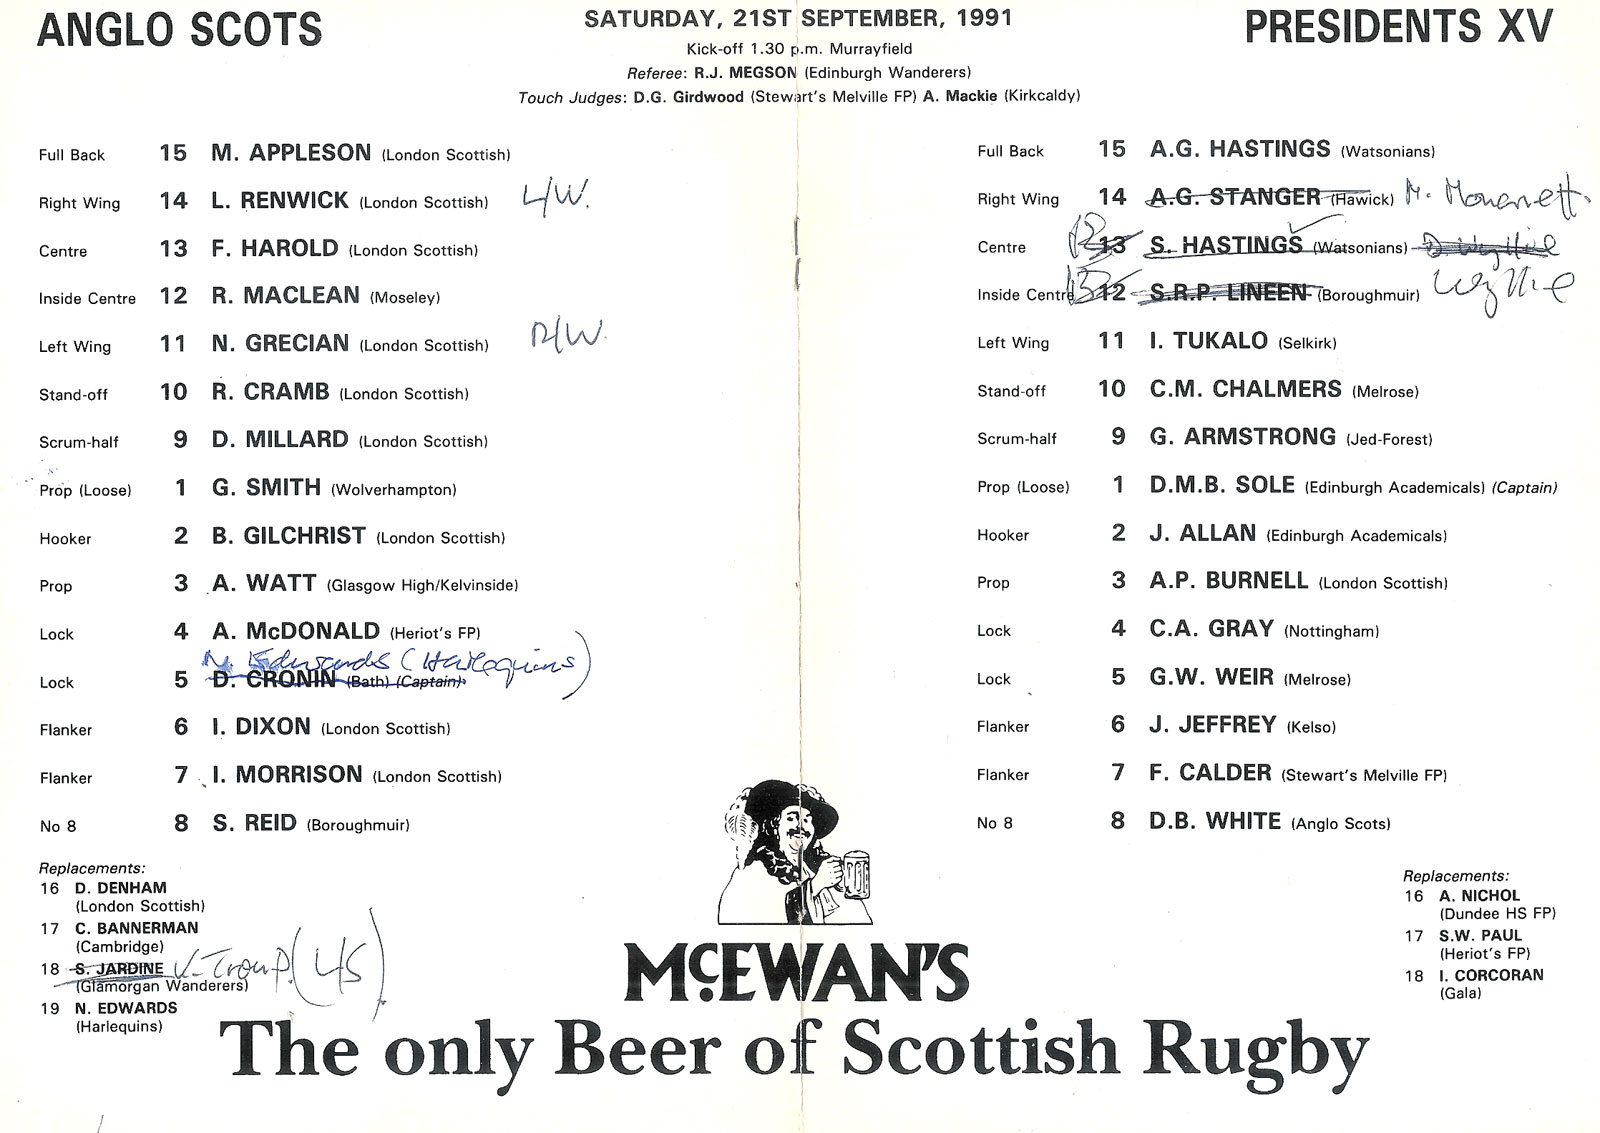 ANGLO SCOTS
SATURDAY, 21ST SEPTEMBER, 1991
Kick-off 1.30 p.m. Murrayfield
Referee: R.J. MEGSON (Edinburgh Wanderers)
Touch Judges: D.G. Girdwood (Stewart's Melville FP) A. Mackie (Kirkcaldy)
PRESIDENTS XV
Full Back 15 M. APPLESON (London Scottish)
Right Wing 14 L. RENWICK (London Scottish) L/W.
Centre 13 F. HAROLD (London Scottish)
Inside Centre 12 R. MACLEAN (Moseley)
Left Wing 11 N. GRECIAN (London Scottish) R/W.
Stand-off 10 R. CRAMB (London Scottish)
Scrum-half 9 D. MILLARD (London Scottish)
Prop (Loose) 1 G. SMITH (Wolverhampton)
Hooker 2 B. GILCHRIST (London Scottish)
Prop 3 A. WATT (Glasgow High/Kelvinside)
Lock 4 A. McDONALD (Heriot's FP)
N. Edwards (Harlequins)
Lock 5 D. CRONIN (Bath) (Captain)
Flanker 6 I. DIXON (London Scottish)
Flanker 7 I. MORRISON (London Scottish)
No 8 8 S. REID (Boroughmuir)
Replacements:
16 D. DENHAM
(London Scottish)
17 C. BANNERMAN
(Cambridge)
18 S. JARDINE K. Troup (LS)
(Glamorgan Wanderers)
19 N. EDWARDS
(Harlequins)
Full Back 15 A.G. HASTINGS (Watsonians)
Right Wing 14 A.G. STANGER (Hawick) M. Moncrieff.
Centre 12 13 S. HASTINGS (Watsonians) D. Wyllie
Inside Centre 13 12 S.R.P. LINEEN (Boroughmuir) Wyllie
Left Wing 11 I. TUKALO (Selkirk)
Stand-off 10 C.M. CHALMERS (Melrose)
Scrum-half 9 G. ARMSTRONG (Jed-Forest)
Prop (Loose) 1 D.M.B. SOLE (Edinburgh Academicals) (Captain)
Hooker 2 J. ALLAN (Edinburgh Academicals)
Prop 3 A.P. BURNELL (London Scottish)
Lock 4 C.A. GRAY (Nottingham)
Lock 5 G.W. WEIR (Melrose)
Flanker 6 J. JEFFREY (Kelso)
Flanker 7 F. CALDER (Stewart's Melville FP)
No 8 8 D.B. WHITE (Anglo Scots)
Replacements:
16 A. NICHOL
(Dundee HS FP)
17 S.W. PAUL
(Heriot's FP)
18 I. CORCORAN
(Gala)
McEWAN'S
The only Beer of Scottish Rugby